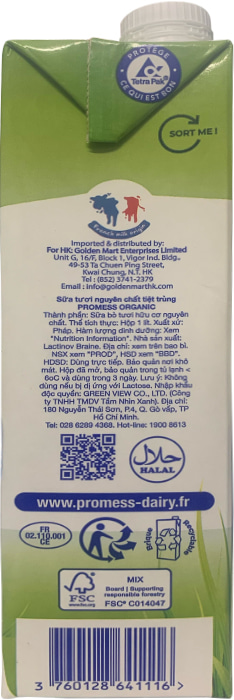 PROTÈGE
Tetra Pak®
CE QUI EST BON
SORT ME!
French milk origin
Imported & distributed by:
For HK: Golden Mart Enterprises Limited
Unit G, 16/F, Block 1, Vigor Ind. Bldg.,
49-53 Ta Chuen Ping Street,
Kwai Chung, N.T, HK
Tel : (852) 3741-2379
Email : info@goldenmarthk.com
Sữa tươi nguyên chất tiệt trùng
PROMESS ORGANIC
Thành phần: Sữa bò tươi hữu cơ nguyên
chất. Thể tích thực: Hộp 1 lít. Xuất xứ:
Pháp. Hàm lượng dinh dưỡng: Xem
"Nutrition Information". Nhà sản xuất:
Lactinov Braine. Địa chỉ: xem trên bao bì.
NSX xem "PROD", HSD xem "BBD".
HDSD: Dùng trực tiếp. Bảo quản nơi khô
mát. Hộp đã mở, bảo quản trong tủ lạnh <
6oC và dùng trong 3 ngày. Lưu ý: Không
dùng nếu bị dị ứng với Lactose. Nhập khẩu
độc quyền: GREEN VIEW CO., LTD. (Công
ty TNHH TMDV Tầm Nhìn Xanh). Địa chỉ:
180 Nguyễn Thái Sơn, P.4, Q. Gò vấp, TP
Hồ Chí Minh.
Tel: 028 6289 4368. Hot-line: 1900 8613
حلال
HALAL
www.promess-dairy.fr
FR
02.110.001
CE
Recyclable
FSC
www.fsc.org
MIX
Board | Supporting
responsible forestry
FSC® C014047
3 760128 641116 >